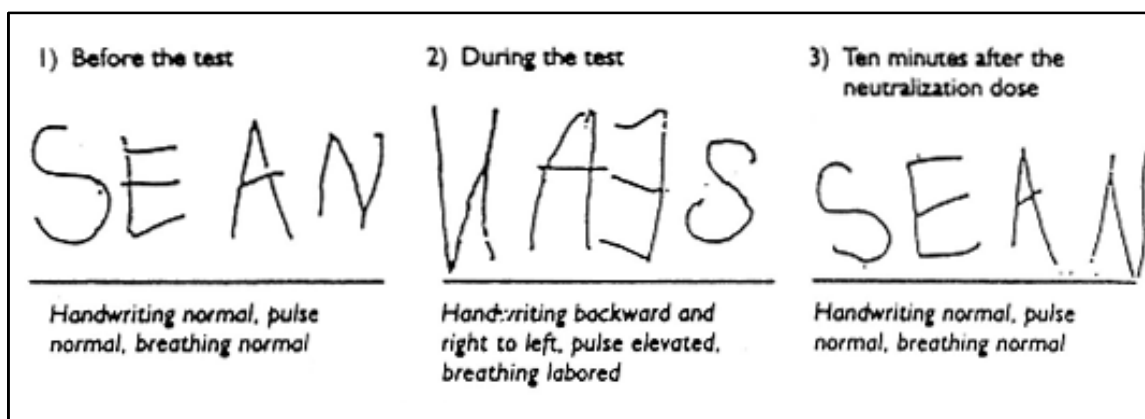 1) Before the test
SEAN
Handwriting normal, pulse
normal, breathing normal
2) During the test
NAES
Handwriting backward and
right to left, pulse elevated,
breathing labored
3) Ten minutes after the
neutralization dose
SEAN
Handwriting normal, pulse
normal, breathing normal